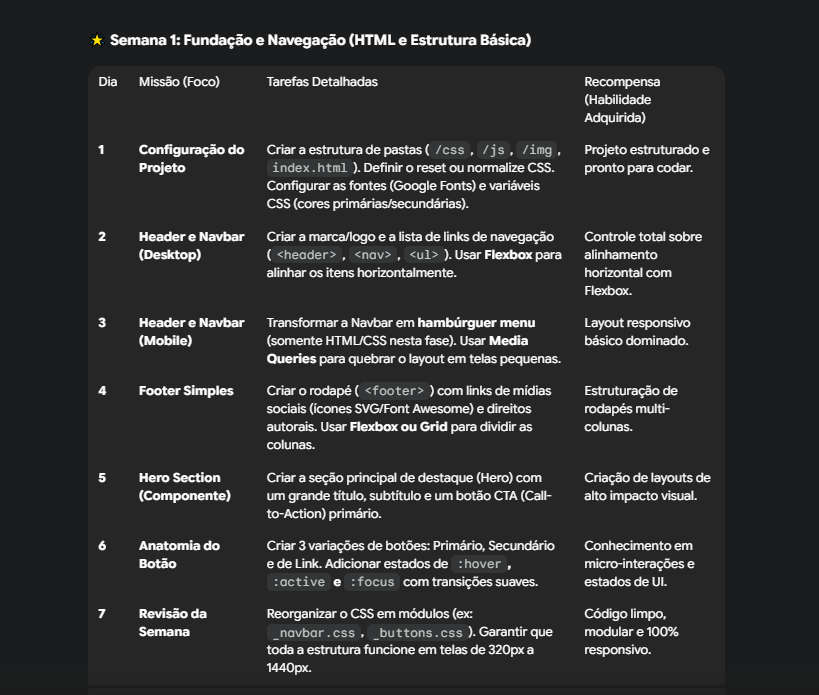 ⭐ Semana 1: Fundação e Navegação (HTML e Estrutura Básica)
Dia Missão (Foco) Tarefas Detalhadas Recompensa
(Habilidade
Adquirida)
1 Configuração do Criar a estrutura de pastas ( /css , /js , /img , Projeto estruturado e
Projeto index.html ). Definir o reset ou normalize CSS. pronto para codar.
Configurar as fontes (Google Fonts) e variáveis
CSS (cores primárias/secundárias).
2 Header e Navbar Criar a marca/logo e a lista de links de navegação Controle total sobre
(Desktop) ( <header> , <nav> , <ul> ). Usar Flexbox para alinhamento
alinhar os itens horizontalmente. horizontal com
Flexbox.
3 Header e Navbar Transformar a Navbar em hambúrguer menu Layout responsivo
(Mobile) (somente HTML/CSS nesta fase). Usar Media básico dominado.
Queries para quebrar o layout em telas pequenas.
4 Footer Simples Criar o rodapé ( <footer> ) com links de mídias Estruturação de
sociais (ícones SVG/Font Awesome) e direitos rodapés multi-
autorais. Usar Flexbox ou Grid para dividir as colunas.
colunas.
5 Hero Section Criar a seção principal de destaque (Hero) com Criação de layouts de
(Componente) um grande título, subtítulo e um botão CTA (Call- alto impacto visual.
to-Action) primário.
6 Anatomia do Criar 3 variações de botões: Primário, Secundário Conhecimento em
Botão e de Link. Adicionar estados de :hover , micro-interações e
:active e :focus com transições suaves. estados de UI.
7 Revisão da Reorganizar o CSS em módulos (ex: Código limpo,
Semana _navbar.css , _buttons.css ). Garantir que modular e 100%
toda a estrutura funcione em telas de 320px a responsivo.
1440px.